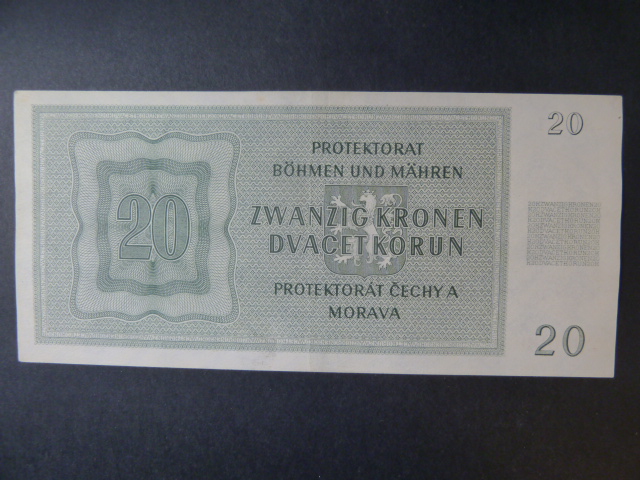 20
PROTEKTORAT
BÖHMEN UND MÄHREN
ZWANZIG KRONEN
DVACET KORUN
PROTEKTORÁT ČECHY A
MORAVA
20
20